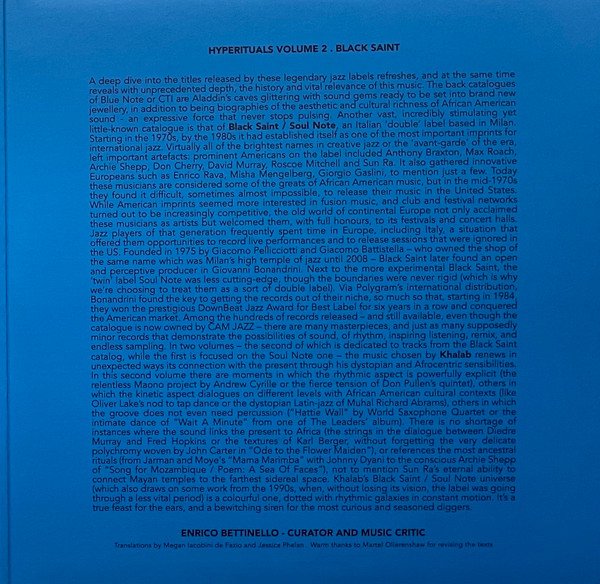 HYPERITUALS VOLUME 2 . BLACK SAINT
A deep dive into the titles released by these legendary jazz labels refreshes, and at the same time
reveals with unprecedented depth, the history and vital relevance of this music. The back catalogues
of Blue Note or CTI are Aladdin's caves glittering with sound gems ready to be set into brand new
jewellery, in addition to being biographies of the aesthetic and cultural richness of African American
sound - an expressive force that never stops pulsing. Another vast, incredibly stimulating yet
little-known catalogue is that of Black Saint / Soul Note, an Italian 'double' label based in Milan.
Starting in the 1970s, by the 1980s it had established itself as one of the most important imprints for
international jazz. Virtually all of the brightest names in creative jazz or the 'avant-garde' of the era,
left important artefacts: prominent Americans on the label included Anthony Braxton, Max Roach,
Archie Shepp, Don Cherry, David Murray, Roscoe Mitchell and Sun Ra. It also gathered innovative
Europeans such as Enrico Rava, Misha Mengelberg, Giorgio Gaslini, to mention just a few. Today
these musicians are considered some of the greats of African American music, but in the mid-1970s
they found it difficult, sometimes almost impossible, to release their music in the United States.
While American imprints seemed more interested in fusion music, and club and festival networks
turned out to be increasingly competitive, the old world of continental Europe not only acclaimed
these musicians as artists but welcomed them, with full honours, to its festivals and concert halls.
Jazz players of that generation frequently spent time in Europe, including Italy, a situation that
offered them opportunities to record live performances and to release sessions that were ignored in
the US. Founded in 1975 by Giacomo Pellicciotti and Giacomo Battistella – who owned the shop of
the same name which was Milan's high temple of jazz until 2008 – Black Saint later found an open
and perceptive producer in Giovanni Bonandrini. Next to the more experimental Black Saint, the
'twin' label Soul Note was less cutting-edge, though the boundaries were never rigid (which is why
we're choosing to treat them as a sort of double label). Via Polygram's international distribution,
Bonandrini found the key to getting the records out of their niche, so much so that, starting in 1984,
they won the prestigious DownBeat Jazz Award for Best Label for six years in a row and conquered
the American market. Among the hundreds of records released – and still available, even though the
catalogue is now owned by CAM JAZZ – there are many masterpieces, and just as many supposedly
minor records that demonstrate the possibilities of sound, of rhythm, inspiring listening, remix, and
endless sampling. In two volumes – the second of which is dedicated to tracks from the Black Saint
catalog, while the first is focused on the Soul Note one – the music chosen by Khalab renews in
unexpected ways its connection with the present through his dystopian and Afrocentric sensibilities.
In this second volume there are moments in which the rhythmic aspect is powerfully explicit (the
relentless Maono project by Andrew Cyrille or the fierce tension of Don Pullen's quintet), others in
which the kinetic aspect dialogues on different levels with African American cultural contexts (like
Oliver Lake's nod to tap dance or the dystopian Latin-jazz of Muhal Richard Abrams), others in which
the groove does not even need percussion ("Hattie Wall" by World Saxophone Quartet or the
intimate dance of "Wait A Minute" from one of The Leaders' album). There is no shortage of
instances where the sound links the present to Africa (the strings in the dialogue between Diedre
Murray and Fred Hopkins or the textures of Karl Berger, without forgetting the very delicate
polychromy woven by John Carter in "Ode to the Flower Maiden"), or references the most ancestral
rituals (from Jarman and Moye's "Mama Marimba" with Johnny Dyani to the conscious Archie Shepp
of "Song for Mozambique / Poem: A Sea Of Faces"), not to mention Sun Ra's eternal ability to
connect Mayan temples to the farthest sidereal space. Khalab's Black Saint / Soul Note universe
(which also draws on some work from the 1990s, when, without losing its vision, the label was going
through a less vital period) is a colourful one, dotted with rhythmic galaxies in constant motion. It's a
true feast for the ears, and a bewitching siren for the most curious and seasoned diggers.
ENRICO BETTINELLO - CURATOR AND MUSIC CRITIC
Translations by Megan Iacobini de Fazio and Jessica Phelan . Warm thanks to Martel Ollerenshaw for revising the texts